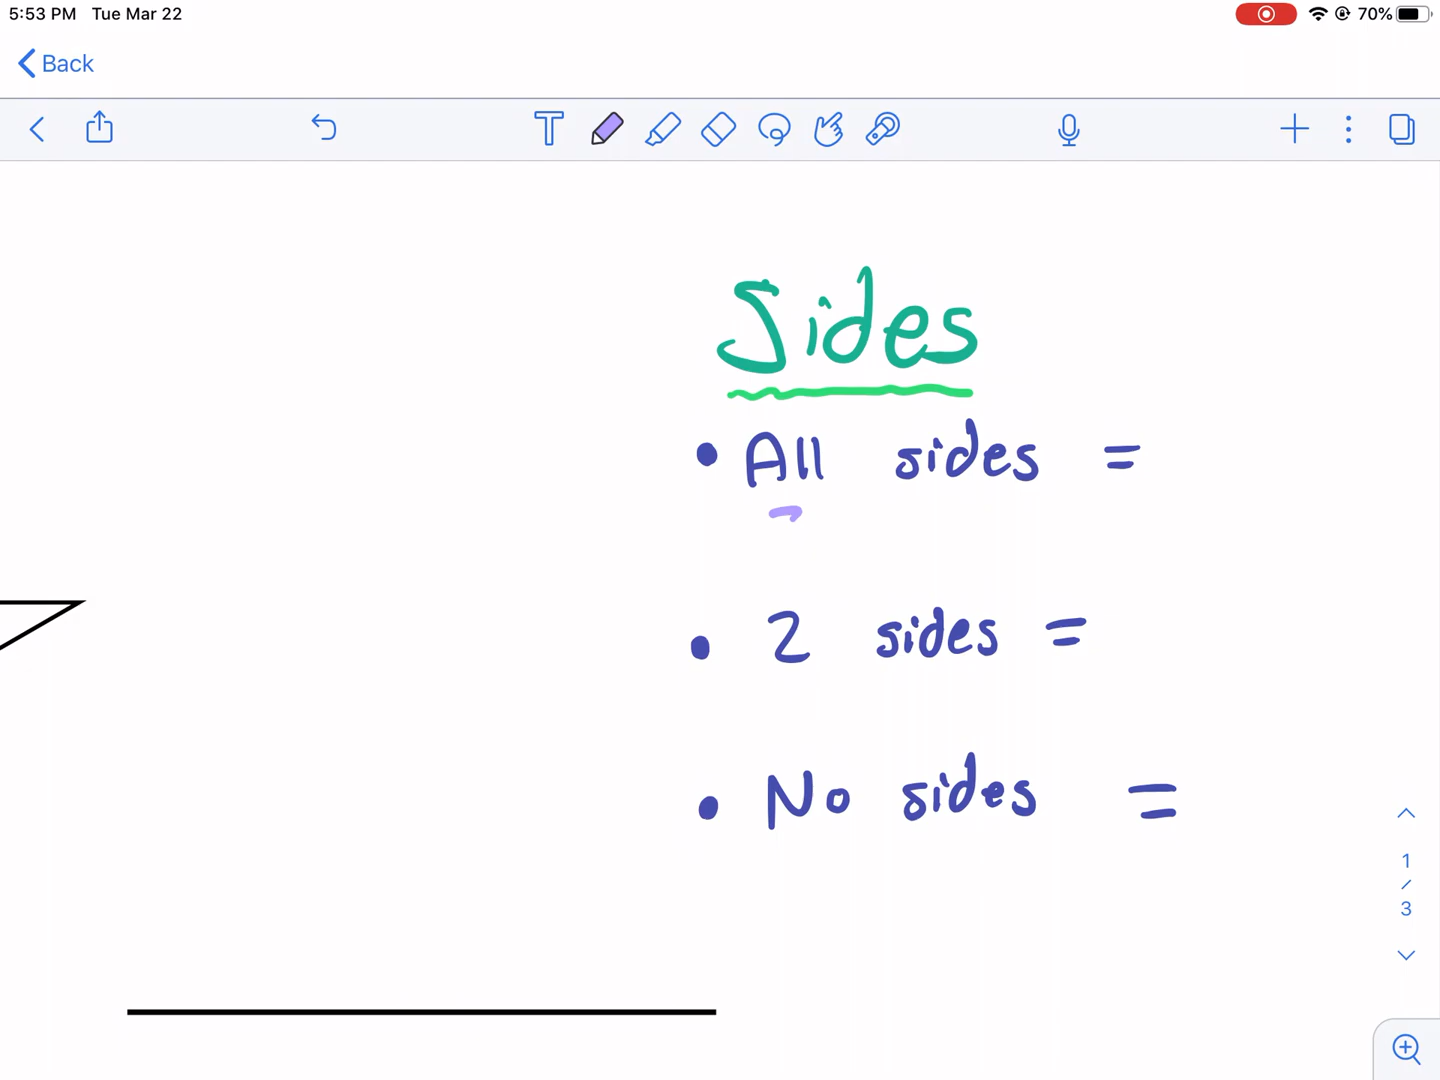 5:53 PM Tue Mar 22 70%
Back
T
Sides
• All sides =
• 2 sides =
• No sides =
1
/
3